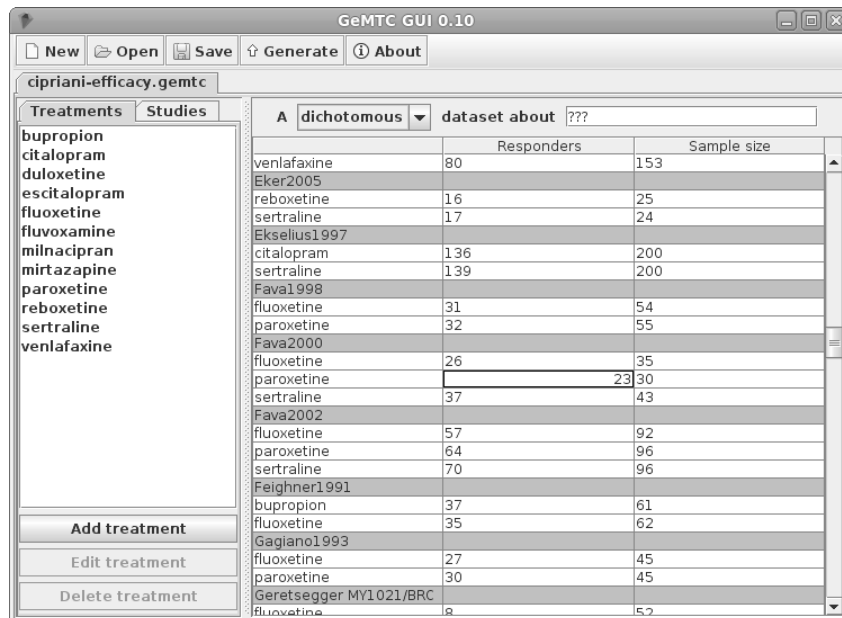 GeMTC GUI 0.10
New Open Save Generate About
cipriani-efficacy.gemtc
Treatments Studies
bupropion
citalopram
duloxetine
escitalopram
fluoxetine
fluvoxamine
milnacipran
mirtazapine
paroxetine
reboxetine
sertraline
venlafaxine
Add treatment
Edit treatment
Delete treatment
A dichotomous dataset about ???
Responders Sample size
venlafaxine 80 153
Eker2005
reboxetine 16 25
sertraline 17 24
Ekselius1997
citalopram 136 200
sertraline 139 200
Fava1998
fluoxetine 31 54
paroxetine 32 55
Fava2000
fluoxetine 26 35
paroxetine 23 30
sertraline 37 43
Fava2002
fluoxetine 57 92
paroxetine 64 96
sertraline 70 96
Feighner1991
bupropion 37 61
fluoxetine 35 62
Gagiano1993
fluoxetine 27 45
paroxetine 30 45
Geretsegger MY1021/BRC
fluoxetine 8 52